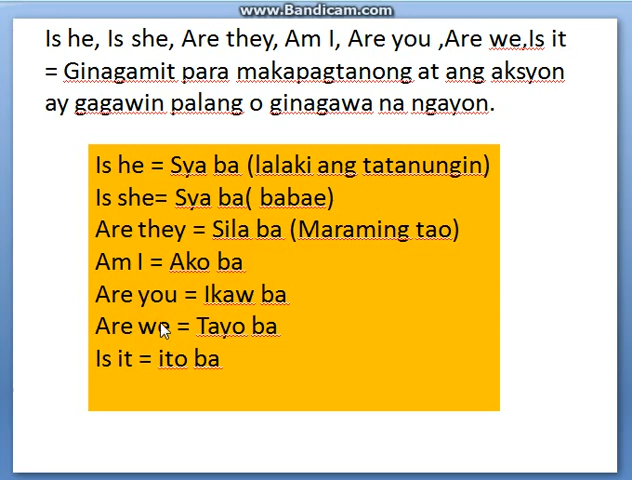 www.Bandicam.com
Is he, Is she, Are they, Am I, Are you ,Are we,Is it
= Ginagamit para makapagtanong at ang aksyon
ay gagawin palang o ginagawa na ngayon.
Is he = Sya ba (lalaki ang tatanungin)
Is she= Sya ba( babae)
Are they = Sila ba (Maraming tao)
Am I = Ako ba
Are you = Ikaw ba
Are we = Tayo ba
Is it = ito ba